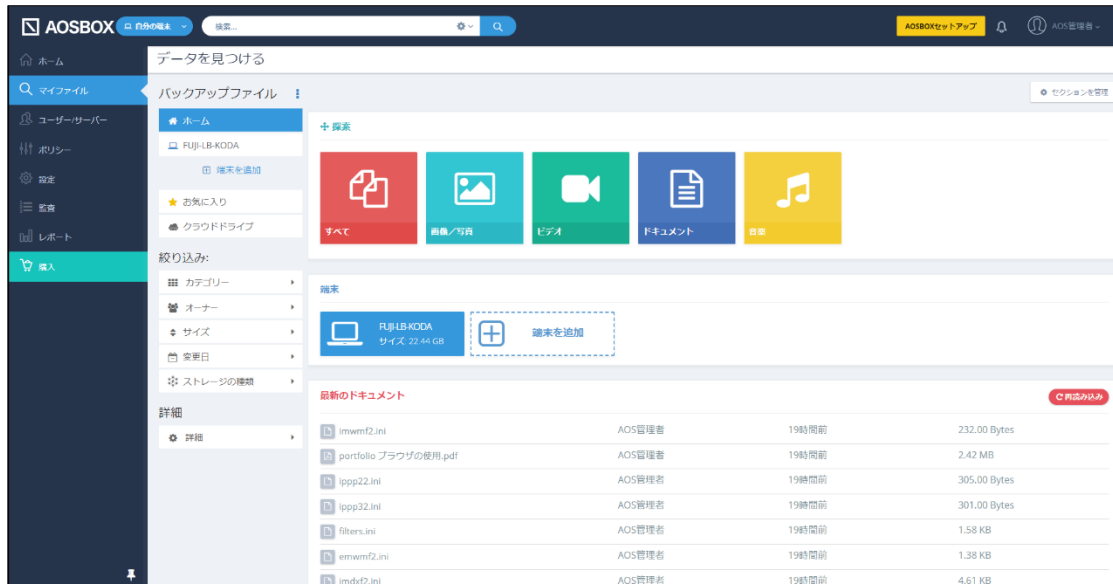 AOSBOX 自分の端末 検索... AOSBOXセットアップ AOS管理者
ホーム
マイファイル
ユーザー/サーバー
ポリシー
設定
監査
レポート
購入
データを見つける
バックアップファイル
セクションを管理
ホーム
FUJI-LB-KODA
端末を追加
お気に入り
クラウドドライブ
絞り込み:
カテゴリー
オーナー
サイズ
変更日
ストレージの種類
詳細
詳細
探索
すべて 画像／写真 ビデオ ドキュメント 音楽
端末
FUJI-LB-KODA
サイズ 22.44 GB
端末を追加
最新のドキュメント 再読み込み
imwmf2.ini AOS管理者 19時間前 232.00 Bytes
portfolio ブラウザの使用.pdf AOS管理者 19時間前 2.42 MB
ippp22.ini AOS管理者 19時間前 305.00 Bytes
ippp32.ini AOS管理者 19時間前 301.00 Bytes
filters.ini AOS管理者 19時間前 1.58 KB
emwmf2.ini AOS管理者 19時間前 1.38 KB
imdxf2.ini AOS管理者 19時間前 4.61 KB